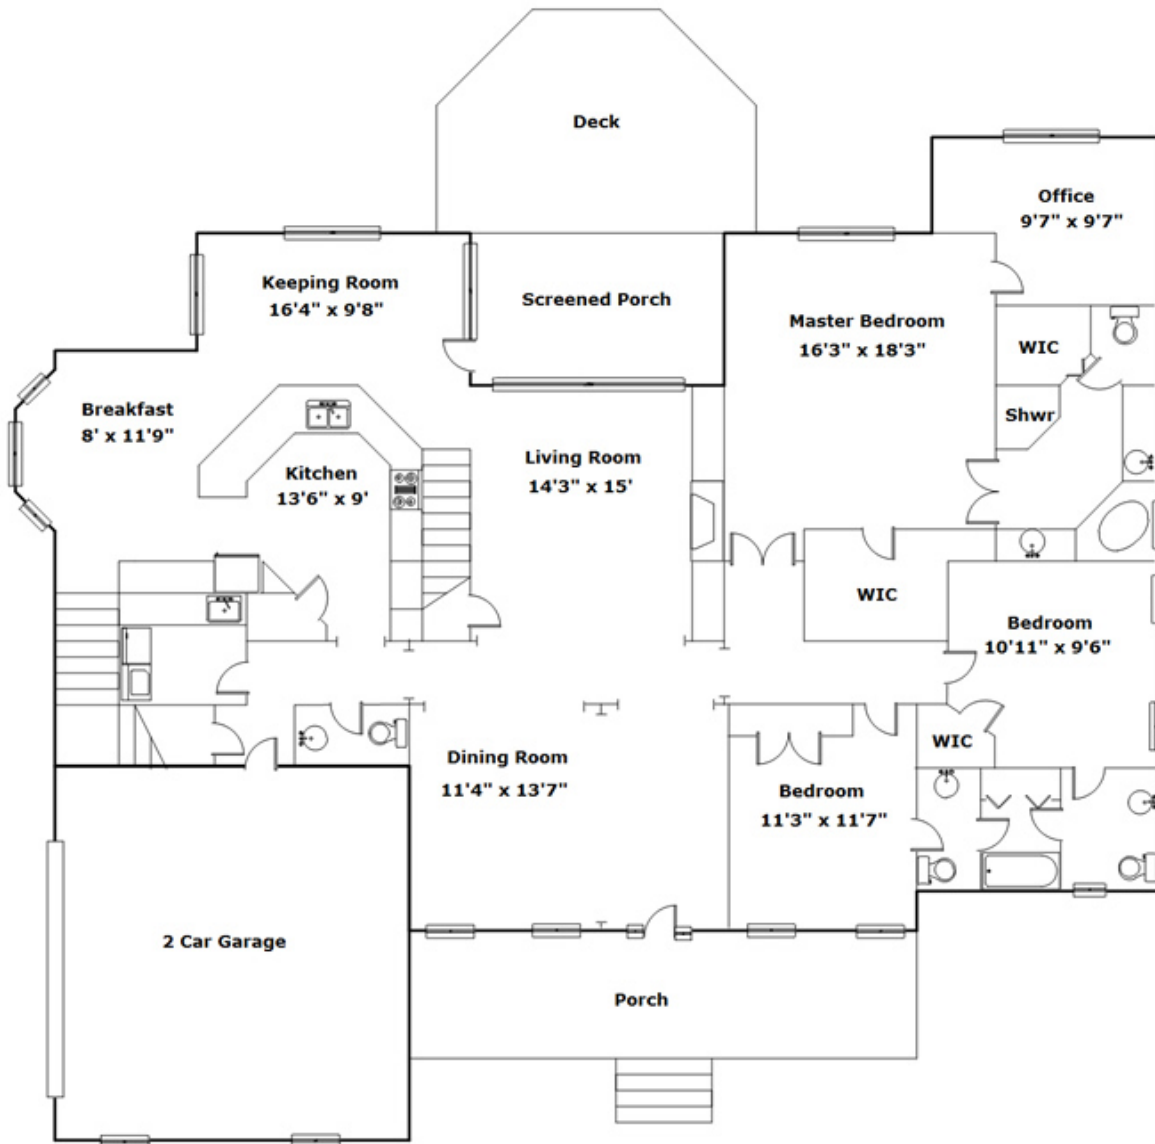 Deck
Office
9'7" x 9'7"
Keeping Room
16'4" x 9'8"
Screened Porch
Master Bedroom
16'3" x 18'3"
WIC
Breakfast
8' x 11'9"
Shwr
Kitchen
13'6" x 9'
Living Room
14'3" x 15'
WIC
Bedroom
10'11" x 9'6"
WIC
Dining Room
11'4" x 13'7"
Bedroom
11'3" x 11'7"
2 Car Garage
Porch